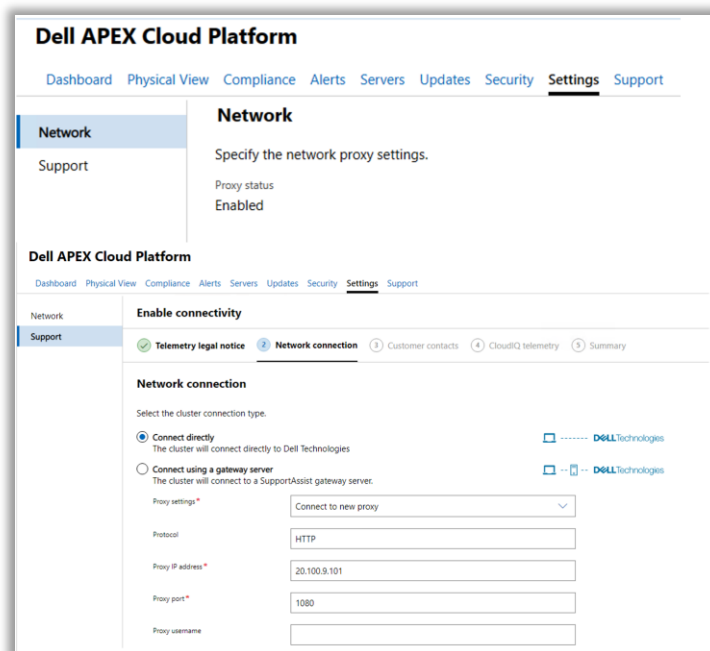 Dell APEX Cloud Platform
Dashboard Physical View Compliance Alerts Servers Updates Security Settings Support
Network
Support
Network
Specify the network proxy settings.
Proxy status
Enabled
Dell APEX Cloud Platform
Dashboard Physical View Compliance Alerts Servers Updates Security Settings Support
Network
Support
Enable connectivity
Telemetry legal notice 2 Network connection 3 Customer contacts 4 CloudIQ telemetry 5 Summary
Network connection
Select the cluster connection type.
Connect directly
The cluster will connect directly to Dell Technologies
DELLTechnologies
Connect using a gateway server
The cluster will connect to a SupportAssist gateway server.
DELLTechnologies
Proxy settings* Connect to new proxy
Protocol HTTP
Proxy IP address* 20.100.9.101
Proxy port* 1080
Proxy username